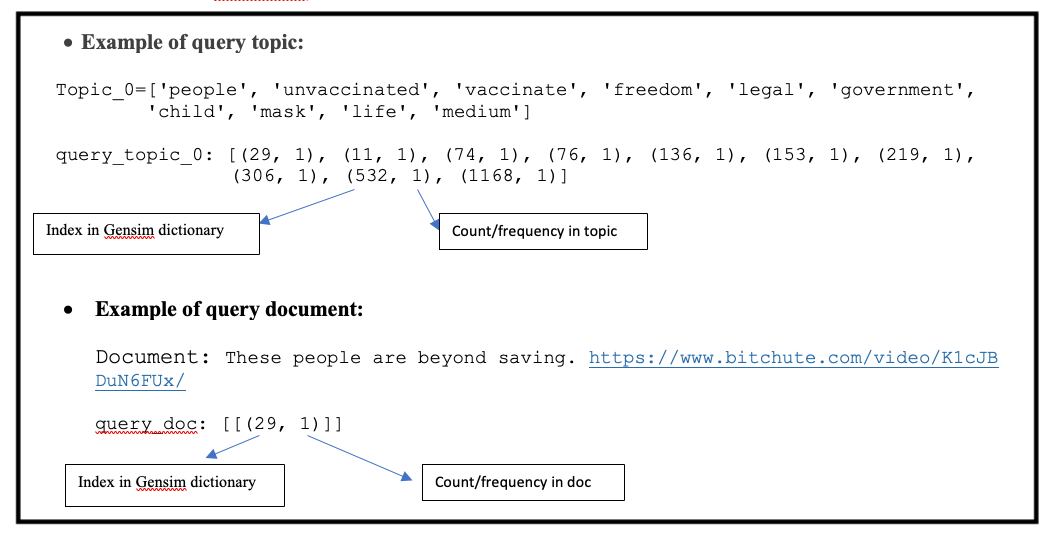 • Example of query topic:
Topic_0=['people', 'unvaccinated', 'vaccinate', 'freedom', 'legal', 'government',
'child', 'mask', 'life', 'medium']
query_topic_0: [(29, 1), (11, 1), (74, 1), (76, 1), (136, 1), (153, 1), (219, 1),
(306, 1), (532, 1), (1168, 1)]
Index in Gensim dictionary
Count/frequency in topic
• Example of query document:
Document: These people are beyond saving. https://www.bitchute.com/video/K1cJB
DuN6FUx/
query_doc: [[(29, 1)]]
Index in Gensim dictionary
Count/frequency in doc